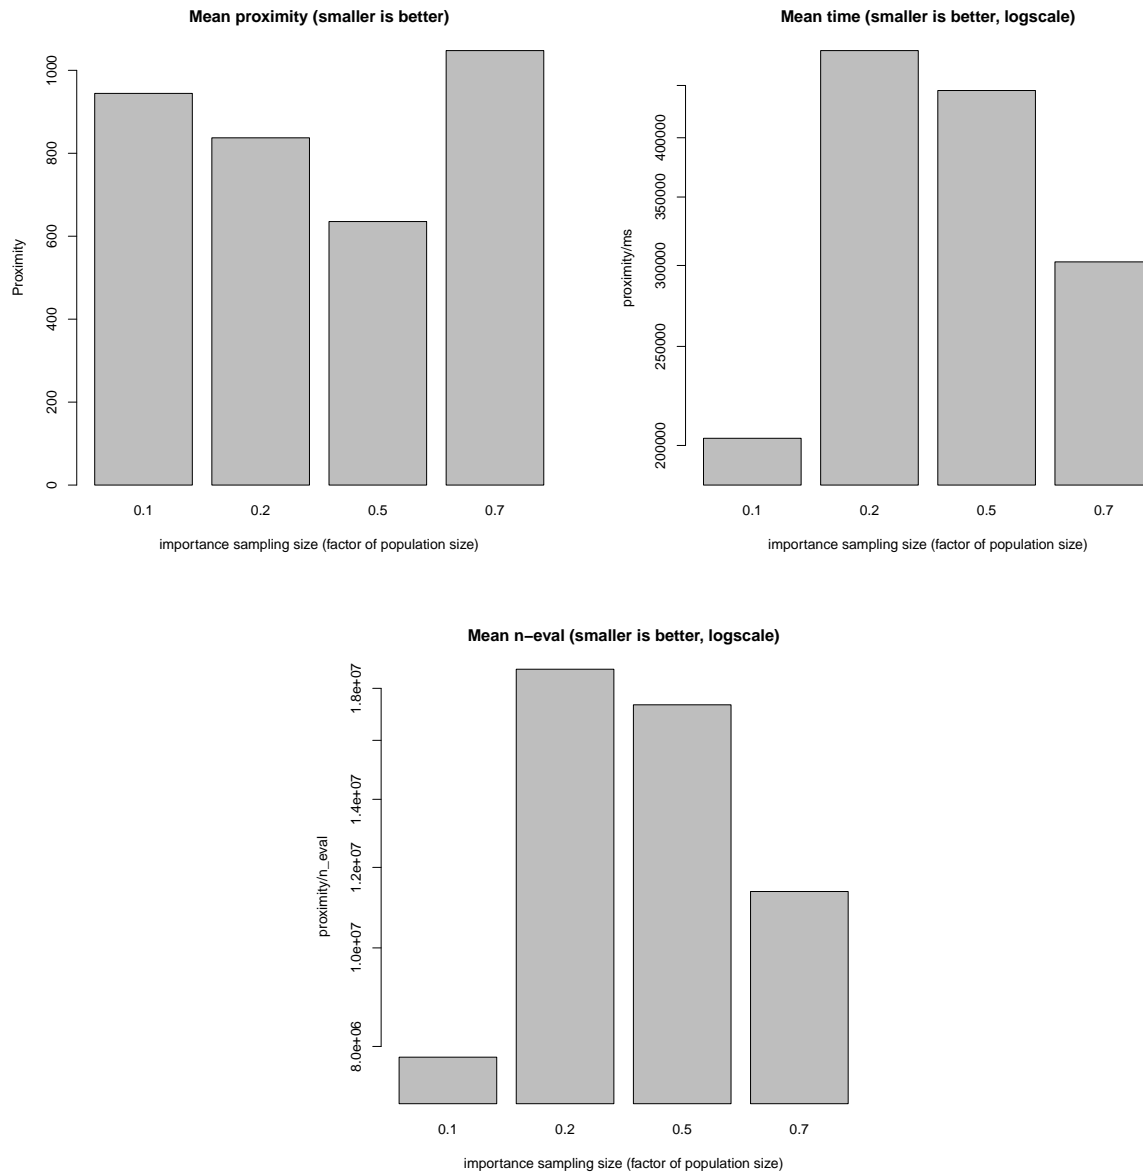 Mean proximity (smaller is better)
Proximity
0
200
400
600
800
1000
0.1 0.2 0.5 0.7
importance sampling size (factor of population size)
Mean time (smaller is better, logscale)
proximity/ms
200000
250000
300000
350000
400000
0.1 0.2 0.5 0.7
importance sampling size (factor of population size)
Mean n−eval (smaller is better, logscale)
proximity/n_eval
8.0e+06
1.0e+07
1.2e+07
1.4e+07
1.8e+07
0.1 0.2 0.5 0.7
importance sampling size (factor of population size)